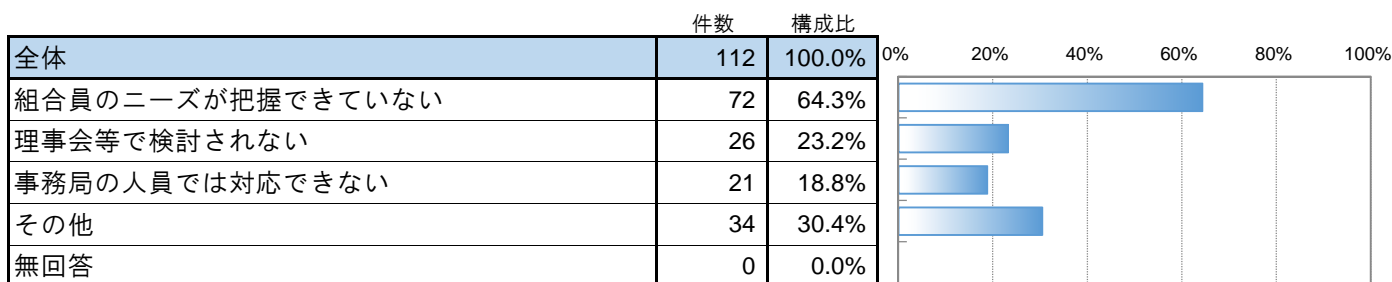 件数 構成比
全体 112 100.0% 0% 20% 40% 60% 80% 100%
組合員のニーズが把握できていない 72 64.3%
理事会等で検討されない 26 23.2%
事務局の人員では対応できない 21 18.8%
その他 34 30.4%
無回答 0 0.0%